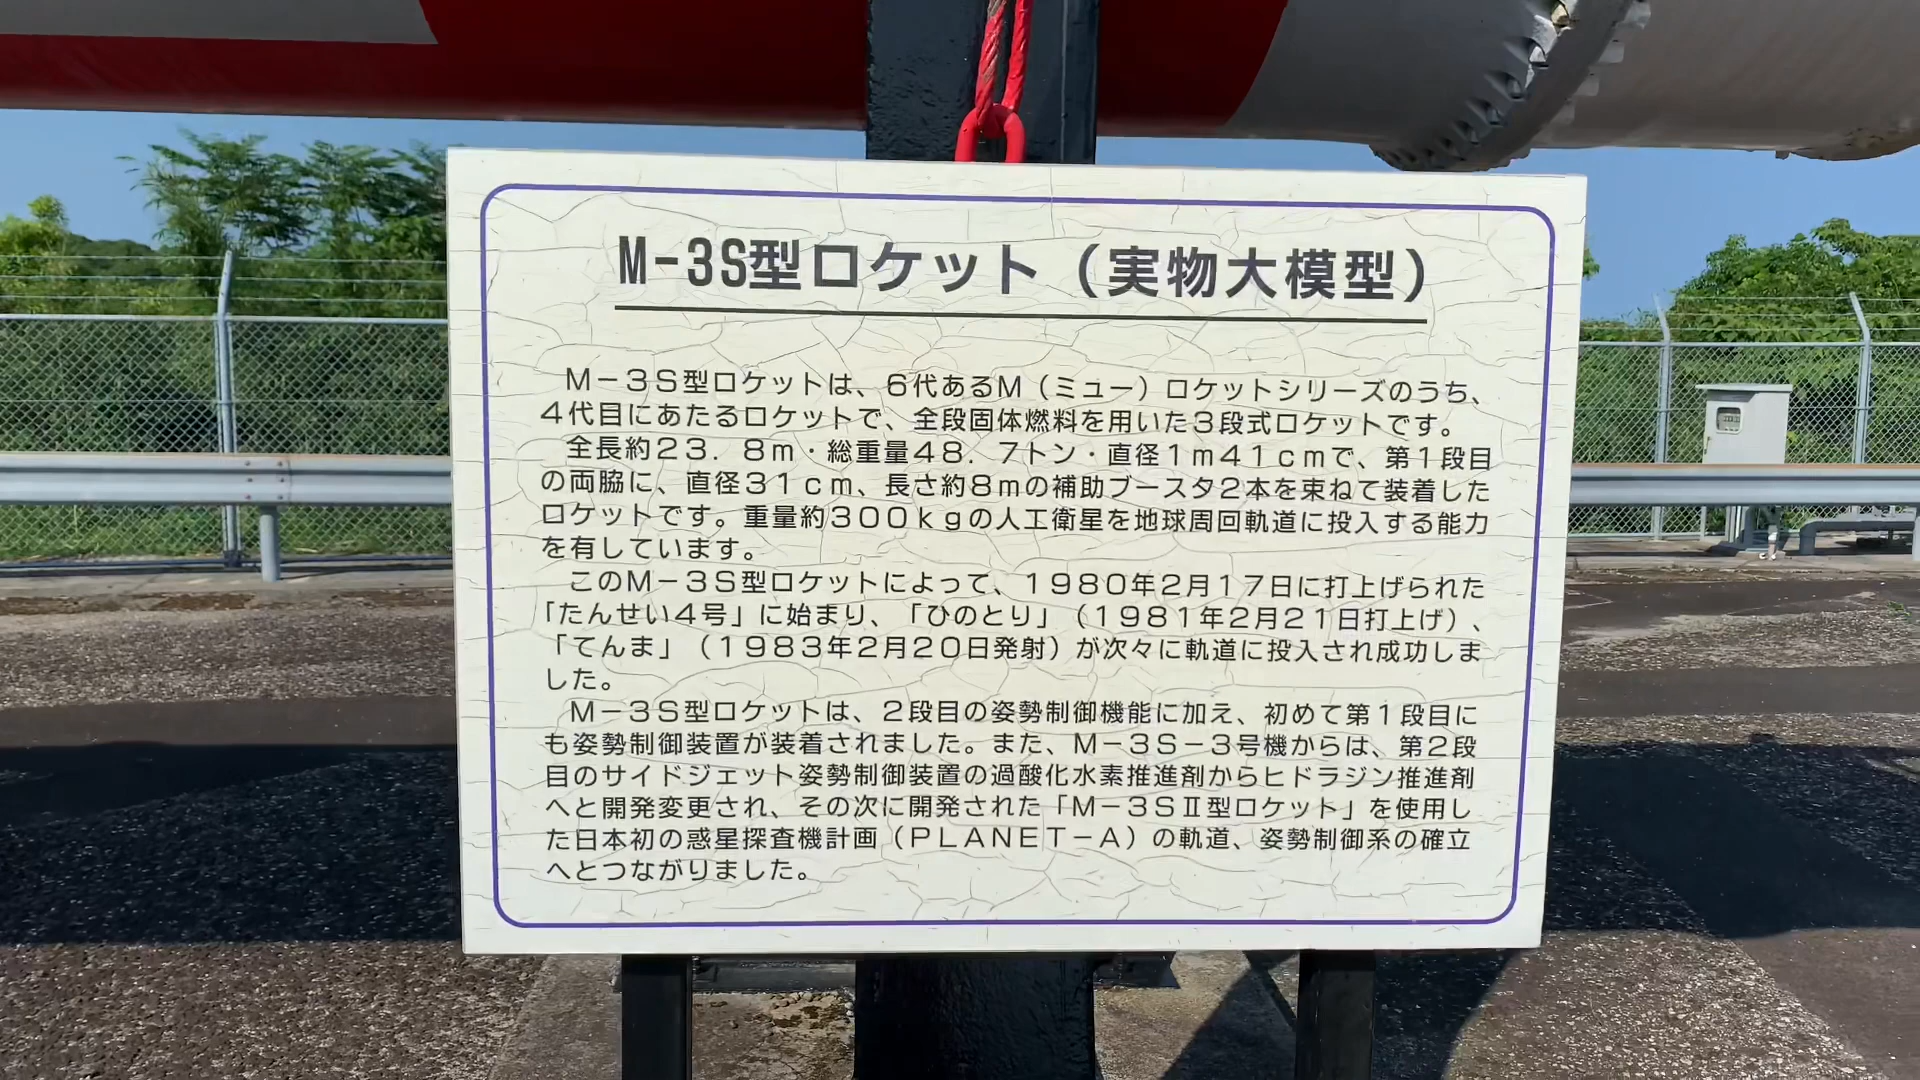 M-3S型ロケット（実物大模型）
M－3S型ロケットは、6代あるM（ミュー）ロケットシリーズのうち、
4代目にあたるロケットで、全段固体燃料を用いた3段式ロケットです。
全長約23．8m・総重量48．7トン・直径1m41cmで、第1段目
の両脇に、直径31cm、長さ約8mの補助ブースタ2本を束ねて装着した
ロケットです。重量約300kgの人工衛星を地球周回軌道に投入する能力
を有しています。
このM－3S型ロケットによって、1980年2月17日に打上げられた
「たんせい4号」に始まり、「ひのとり」（1981年2月21日打上げ）、
「てんま」（1983年2月20日発射）が次々に軌道に投入され成功しま
した。
M－3S型ロケットは、2段目の姿勢制御機能に加え、初めて第1段目に
も姿勢制御装置が装着されました。また、M－3S－3号機からは、第2段
目のサイドジェット姿勢制御装置の過酸化水素推進剤からヒドラジン推進剤
へと開発変更され、その次に開発された「M－3SⅡ型ロケット」を使用し
た日本初の惑星探査機計画（PLANET－A）の軌道、姿勢制御系の確立
へとつながりました。